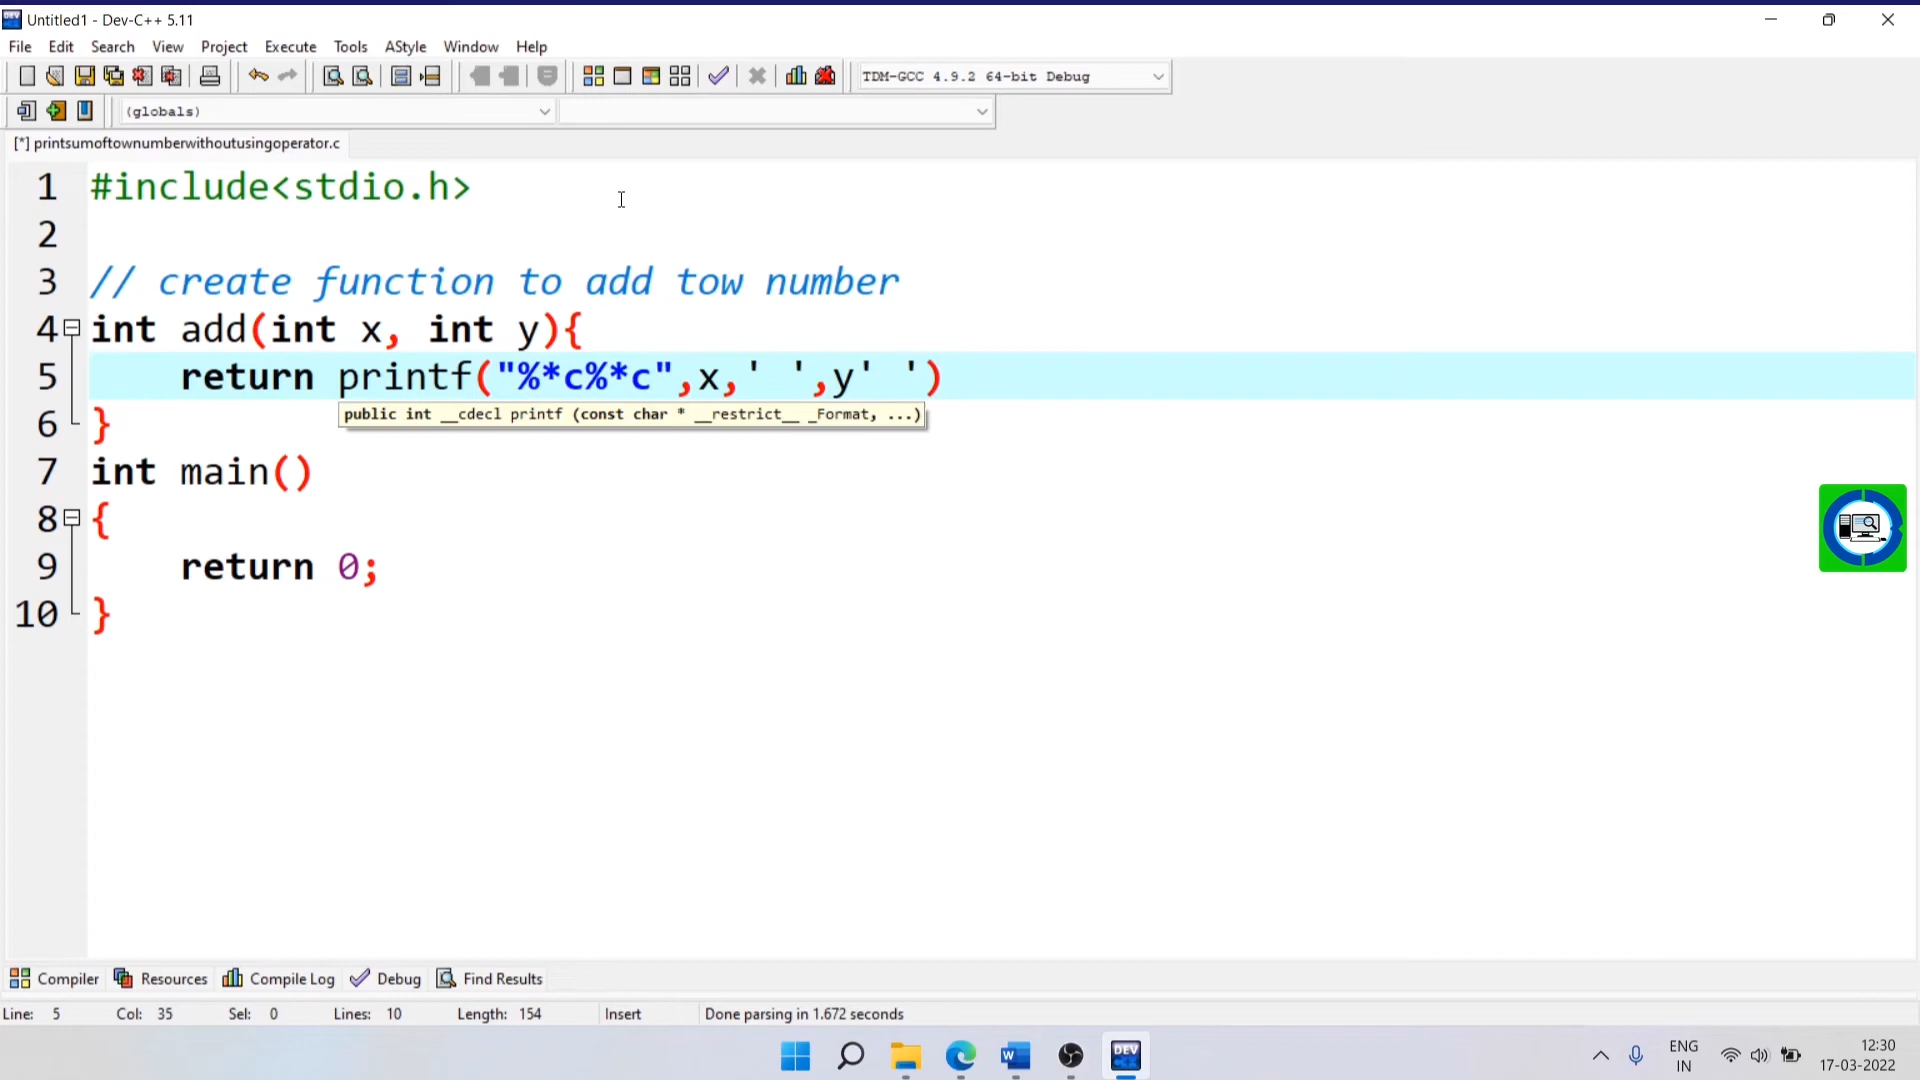 Untitled1 - Dev-C++ 5.11
File Edit Search View Project Execute Tools AStyle Window Help
TDM-GCC 4.9.2 64-bit Debug
(globals)
[*] printsumoftownumberwithoutusingoperator.c
1 #include<stdio.h>
2
3 // create function to add tow number
4 int add(int x, int y){
5 return printf("%*c%*c",x,' ',y' ')
public int __cdecl printf (const char * __restrict__ _Format, ...)
6 }
7 int main()
8 {
9 return 0;
10 }
Compiler Resources Compile Log Debug Find Results
Line: 5 Col: 35 Sel: 0 Lines: 10 Length: 154 Insert Done parsing in 1.672 seconds
DEV
ENG
IN
12:30
17-03-2022